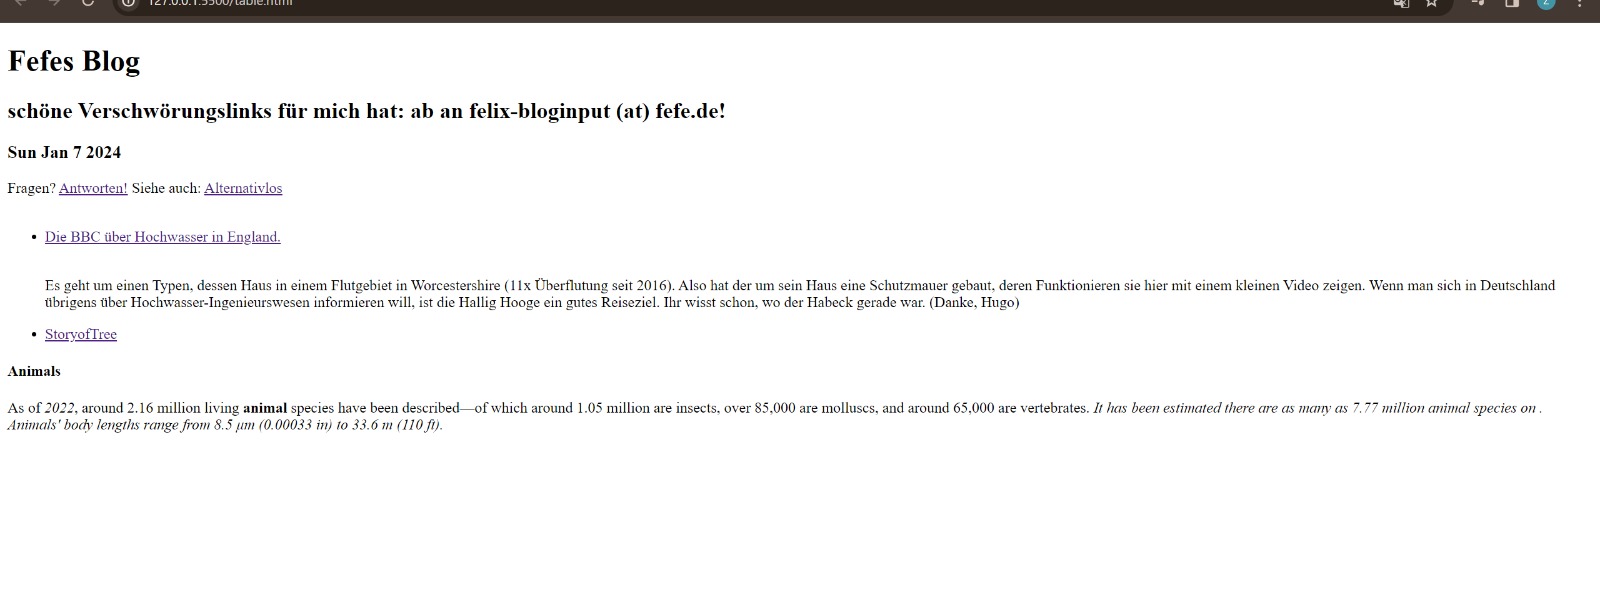 127.0.0.1:5500/table.html
Fefes Blog
schöne Verschwörungslinks für mich hat: ab an felix-bloginput (at) fefe.de!
Sun Jan 7 2024
Fragen? Antworten! Siehe auch: Alternativlos
• Die BBC über Hochwasser in England.
Es geht um einen Typen, dessen Haus in einem Flutgebiet in Worcestershire (11x Überflutung seit 2016). Also hat der um sein Haus eine Schutzmauer gebaut, deren Funktionieren sie hier mit einem kleinen Video zeigen. Wenn man sich in Deutschland
übrigens über Hochwasser-Ingenieurswesen informieren will, ist die Hallig Hooge ein gutes Reiseziel. Ihr wisst schon, wo der Habeck gerade war. (Danke, Hugo)
• StoryofTree
Animals
As of 2022, around 2.16 million living animal species have been described—of which around 1.05 million are insects, over 85,000 are molluscs, and around 65,000 are vertebrates. It has been estimated there are as many as 7.77 million animal species on .
Animals' body lengths range from 8.5 μm (0.00033 in) to 33.6 m (110 ft).